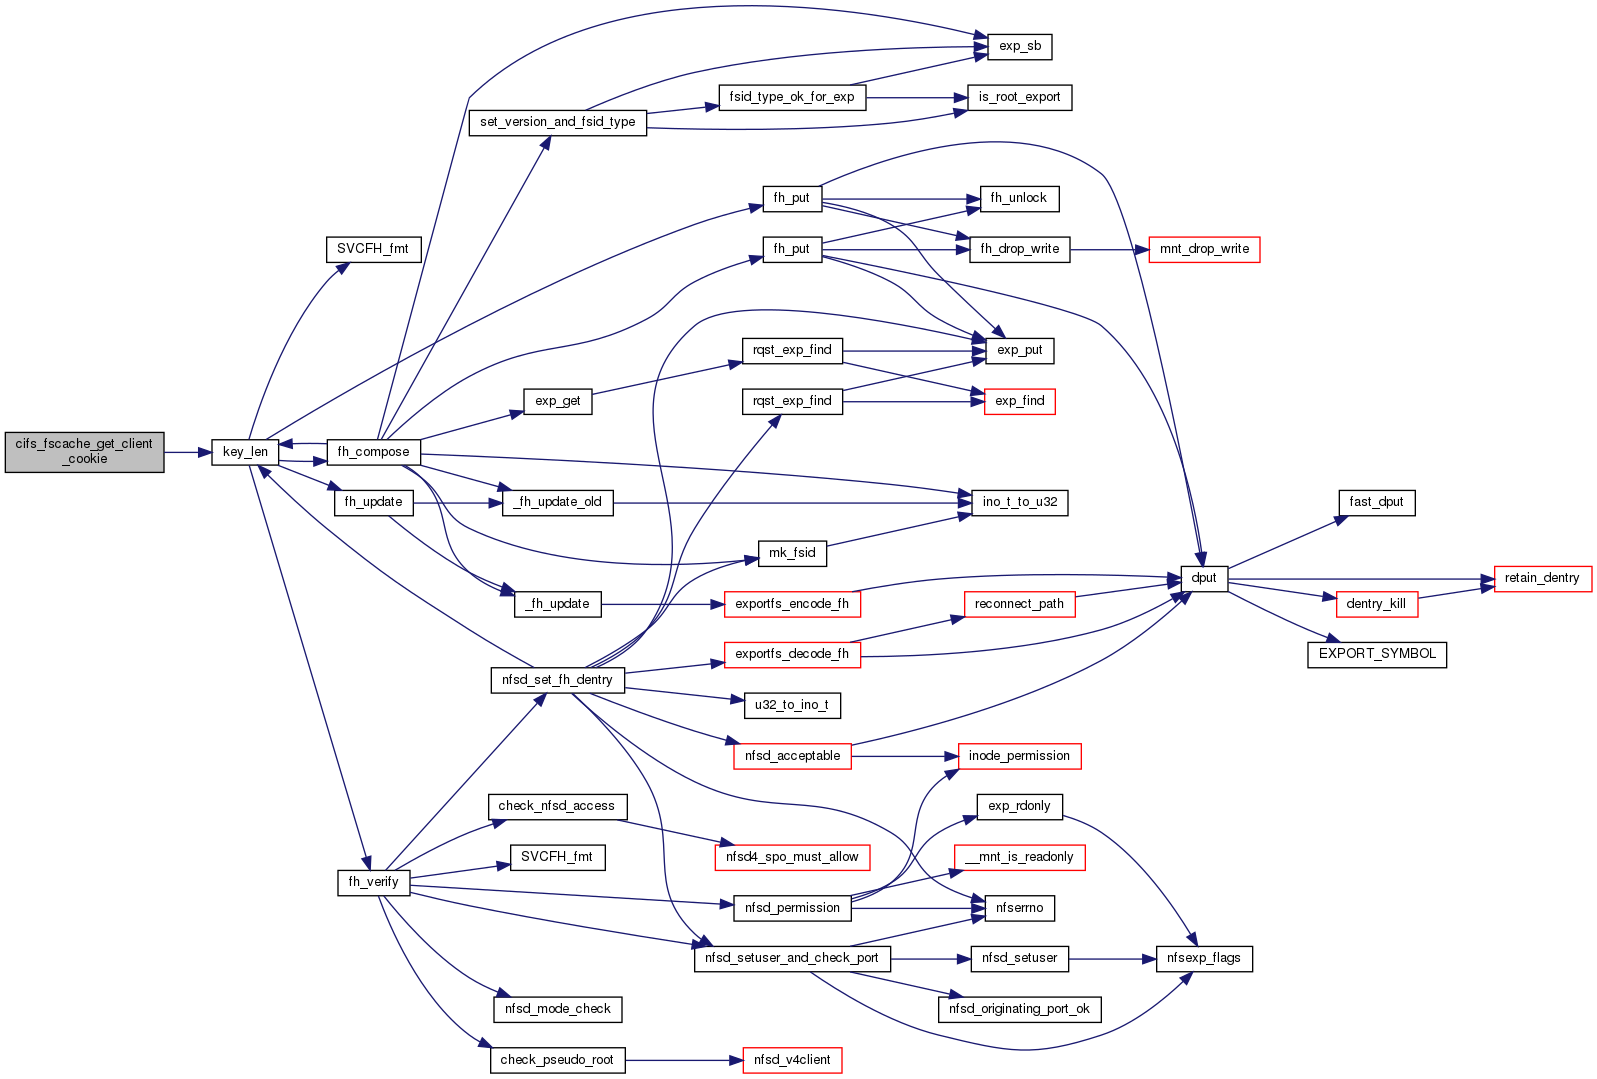 exp_sb
fsid_type_ok_for_exp
is_root_export
set_version_and_fsid_type
fh_put
fh_unlock
SVCFH_fmt
fh_put
fh_drop_write
mnt_drop_write
rqst_exp_find
exp_put
exp_get
rqst_exp_find
exp_find
cifs_fscache_get_client
_cookie
key_len
fh_compose
fh_update
_fh_update_old
ino_t_to_u32
fast_dput
mk_fsid
dput
retain_dentry
_fh_update
exportfs_encode_fh
reconnect_path
dentry_kill
exportfs_decode_fh
EXPORT_SYMBOL
nfsd_set_fh_dentry
u32_to_ino_t
nfsd_acceptable
inode_permission
check_nfsd_access
exp_rdonly
SVCFH_fmt
nfsd4_spo_must_allow
__mnt_is_readonly
fh_verify
nfsd_permission
nfserrno
nfsd_setuser_and_check_port
nfsd_setuser
nfsexp_flags
nfsd_mode_check
nfsd_originating_port_ok
check_pseudo_root
nfsd_v4client